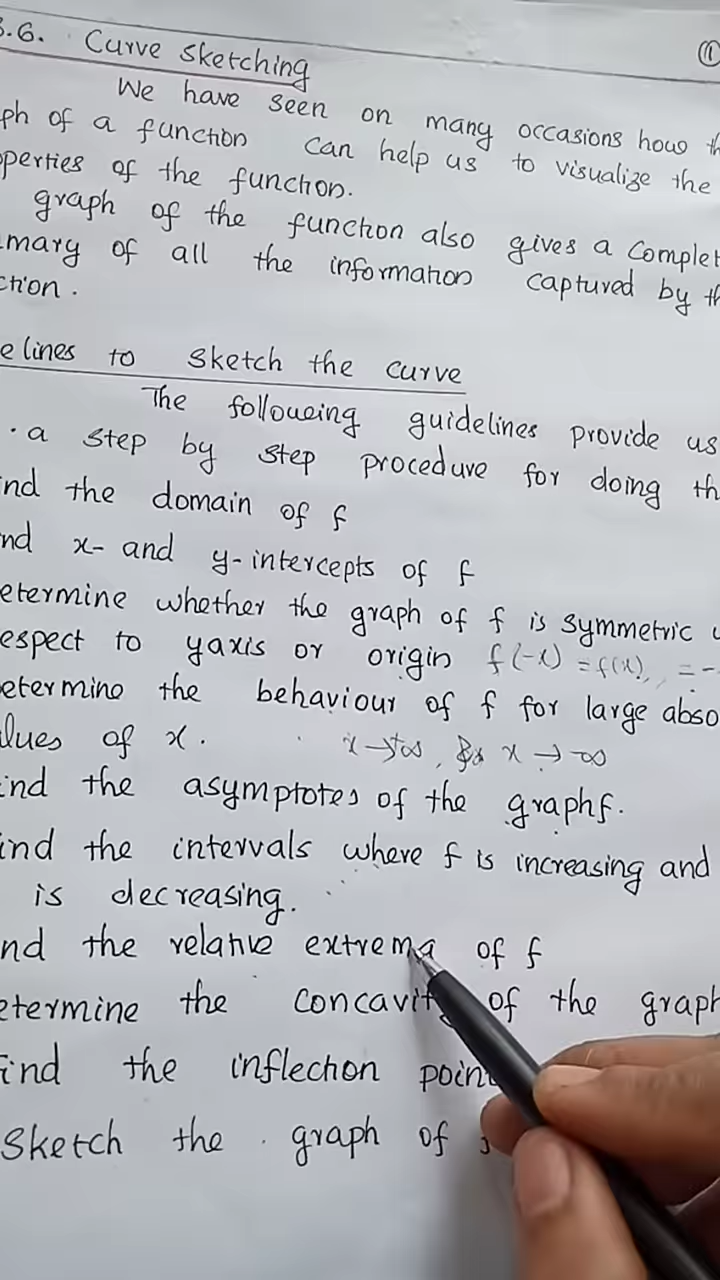 3.6. Curve Sketching
①
We have seen on many occasions how th
ph of a function can help us to visualize the
perties of the function.
graph of the function also gives a Complet
mary of all the information captured by th
ction.
e lines to Sketch the curve
The following guidelines provide us
. a step by step procedure for doing th
nd the domain of f
nd x- and y-intercepts of f
etermine whether the graph of f is symmetric w
espect to yaxis or origin f(-x) = f(x), = -
etermine the behaviour of f for large abso
lues of x. x → +∞, & x → -∞
ind the asymptotes of the graph f.
ind the intervals where f is increasing and
is decreasing.
nd the relative extrema of f
etermine the concavity of the graph
Find the inflection point
Sketch the graph of